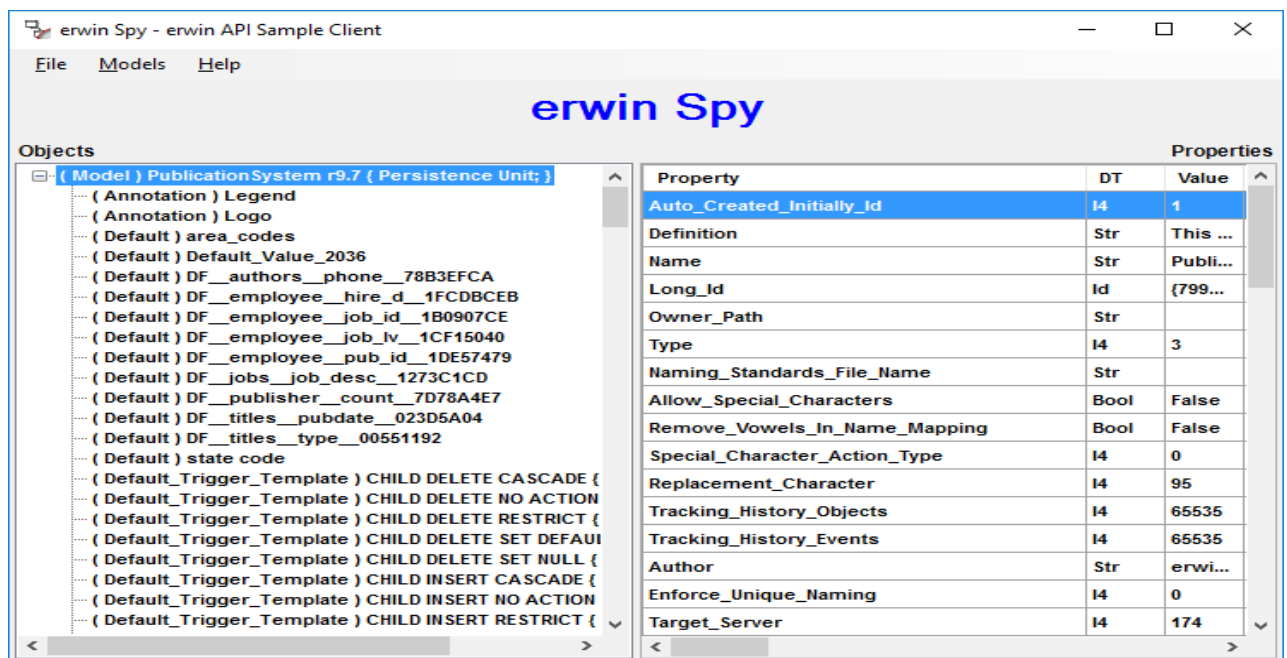 erwin Spy - erwin API Sample Client
File Models Help
erwin Spy
Objects
( Model ) PublicationSystem r9.7 { Persistence Unit; }
( Annotation ) Legend
( Annotation ) Logo
( Default ) area_codes
( Default ) Default_Value_2036
( Default ) DF__authors__phone__78B3EFCA
( Default ) DF__employee__hire_d__1FCDBCEB
( Default ) DF__employee__job_id__1B0907CE
( Default ) DF__employee__job_lv__1CF15040
( Default ) DF__employee__pub_id__1DE57479
( Default ) DF__jobs__job_desc__1273C1CD
( Default ) DF__publisher__count__7D78A4E7
( Default ) DF__titles__pubdate__023D5A04
( Default ) DF__titles__type__00551192
( Default ) state code
( Default_Trigger_Template ) CHILD DELETE CASCADE {
( Default_Trigger_Template ) CHILD DELETE NO ACTION
( Default_Trigger_Template ) CHILD DELETE RESTRICT {
( Default_Trigger_Template ) CHILD DELETE SET DEFAUL
( Default_Trigger_Template ) CHILD DELETE SET NULL {
( Default_Trigger_Template ) CHILD INSERT CASCADE {
( Default_Trigger_Template ) CHILD INSERT NO ACTION
( Default_Trigger_Template ) CHILD INSERT RESTRICT {
Properties
Property DT Value
Auto_Created_Initially_Id I4 1
Definition Str This ...
Name Str Publi...
Long_Id Id {799...
Owner_Path Str
Type I4 3
Naming_Standards_File_Name Str
Allow_Special_Characters Bool False
Remove_Vowels_In_Name_Mapping Bool False
Special_Character_Action_Type I4 0
Replacement_Character I4 95
Tracking_History_Objects I4 65535
Tracking_History_Events I4 65535
Author Str erwi...
Enforce_Unique_Naming I4 0
Target_Server I4 174